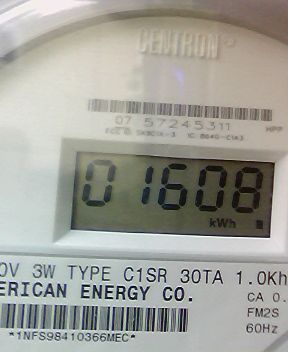 CENTRON
07 57245311 HPP
01608
kWh
0V 3W TYPE C1SR 30TA 1.0Kh
ERICAN ENERGY CO.
CA 0.
FM2S
60Hz
*1NFS98410366MEC*